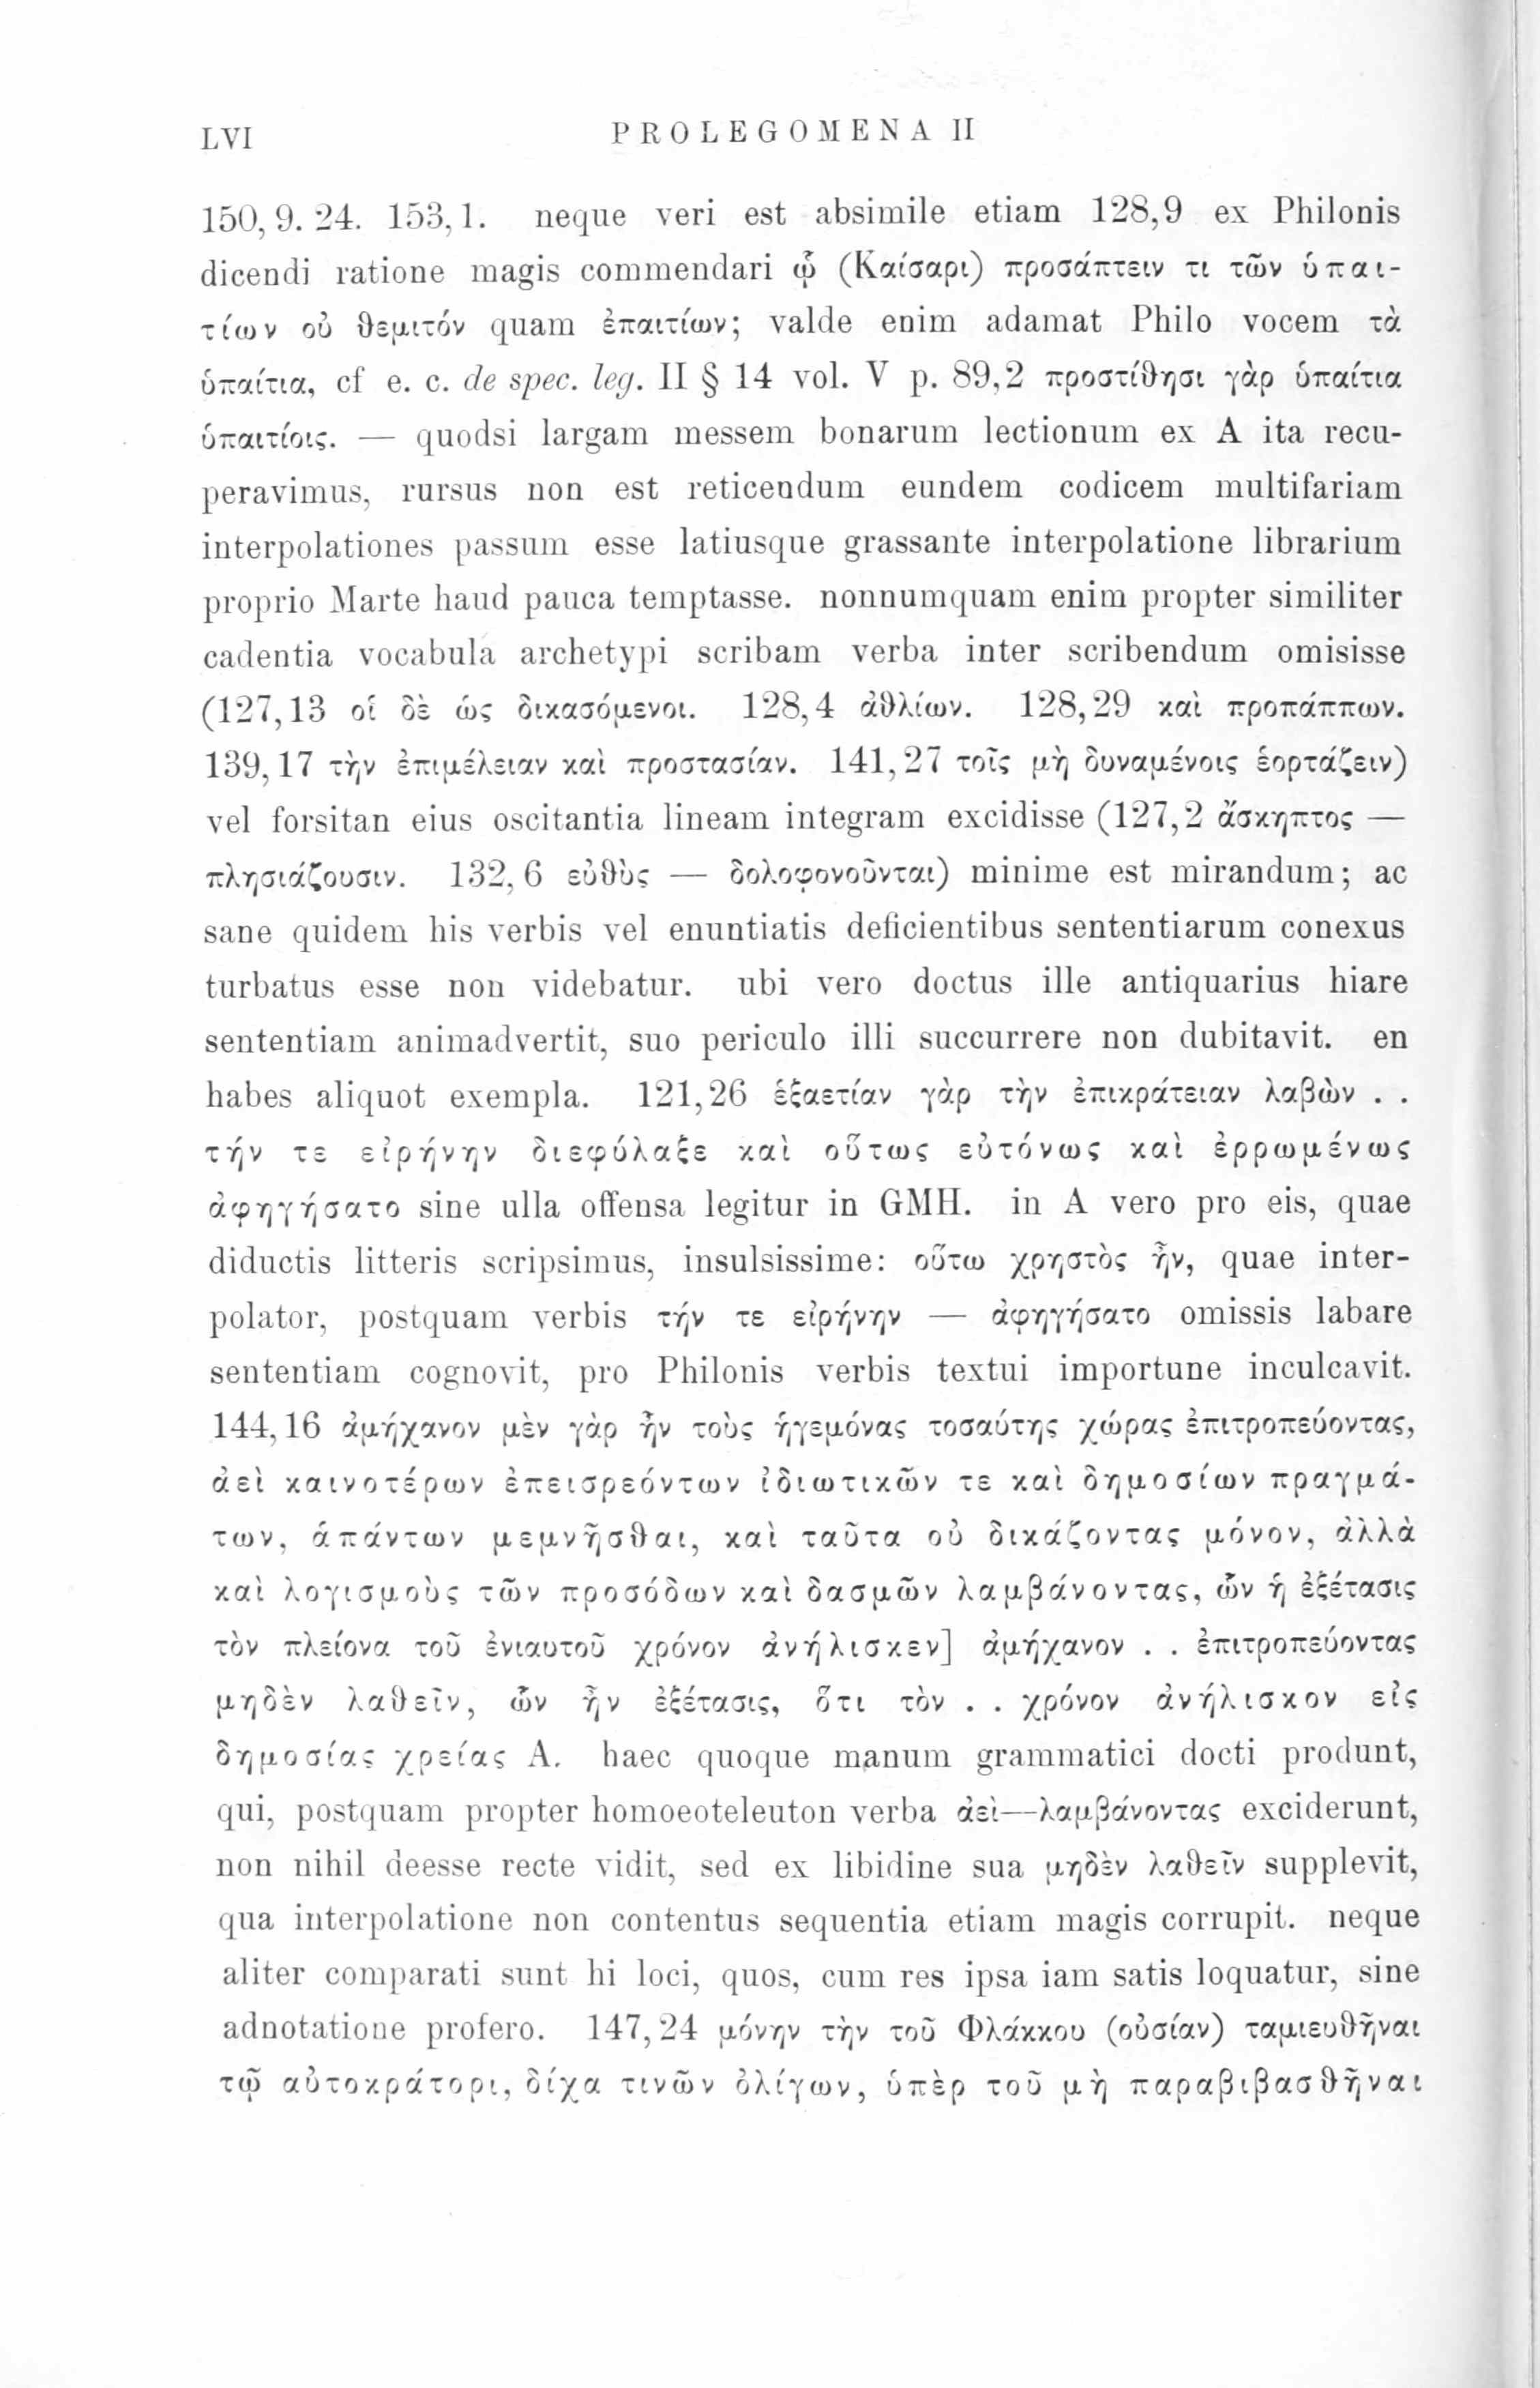 LVI PROLEGOMENA II
150, 9. 24. 153, 1. neque veri est absimile etiam 128,9 ex Philonis
dicendi ratione magis commendari ᾧ (Καίσαρι) προσάπτειν τι τῶν ὑπαι-
τίων οὐ θεμιτόν quam ἐπαιτίων; valde enim adamat Philo vocem τὰ
ὑπαίτια, cf e. c. de spec. leg. II § 14 vol. V p. 89,2 προστίθησι γὰρ ὑπαίτια
ὑπαιτίοις. — quodsi largam messem bonarum lectionum ex A ita recu-
peravimus, rursus non est reticendum eundem codicem multifariam
interpolationes passum esse latiusque grassante interpolatione librarium
proprio Marte haud pauca temptasse. nonnumquam enim propter similiter
cadentia vocabula archetypi scribam verba inter scribendum omisisse
(127,13 οἱ δὲ ὡς δικασόμενοι. 128,4 ἀθλίων. 128,29 καὶ προπάππων.
139,17 τὴν ἐπιμέλειαν καὶ προστασίαν. 141,27 τοῖς μὴ δυναμένοις ἑορτάζειν)
vel forsitan eius oscitantia lineam integram excidisse (127,2 ἄσκηπτος —
πλησιάζουσιν. 132, 6 εὐθὺς — δολοφονοῦνται) minime est mirandum; ac
sane quidem his verbis vel enuntiatis deficientibus sententiarum conexus
turbatus esse non videbatur. ubi vero doctus ille antiquarius hiare
sententiam animadvertit, suo periculo illi succurrere non dubitavit. en
habes aliquot exempla. 121,26 ἑξαετίαν γὰρ τὴν ἐπικράτειαν λαβὼν . .
τήν τε εἰρήνην διεφύλαξε καὶ οὕτως εὐτόνως καὶ ἐρρωμένως
ἀφηγήσατο sine ulla offensa legitur in GMH. in A vero pro eis, quae
diductis litteris scripsimus, insulsissime: οὕτω χρηστὸς ἦν, quae inter-
polator, postquam verbis τήν τε εἰρήνην — ἀφηγήσατο omissis labare
sententiam cognovit, pro Philonis verbis textui importune inculcavit.
144,16 ἀμήχανον μὲν γὰρ ἦν τοὺς ἡγεμόνας τοσαύτης χώρας ἐπιτροπεύοντας,
ἀεὶ καινοτέρων ἐπεισρεόντων ἰδιωτικῶν τε καὶ δημοσίων πραγμά-
των, ἁπάντων μεμνῆσθαι, καὶ ταῦτα οὐ δικάζοντας μόνον, ἀλλὰ
καὶ λογισμοὺς τῶν προσόδων καὶ δασμῶν λαμβάνοντας, ὧν ἡ ἐξέτασις
τὸν πλείονα τοῦ ἐνιαυτοῦ χρόνον ἀνήλισκεν] ἀμήχανον . . ἐπιτροπεύοντας
μηδὲν λαθεῖν, ὧν ἦν ἐξέτασις, ὅτι τὸν . . χρόνον ἀνήλισκον εἰς
δημοσίας χρείας A. haec quoque manum grammatici docti produnt,
qui, postquam propter homoeoteleuton verba ἀεὶ—λαμβάνοντας exciderunt,
non nihil deesse recte vidit, sed ex libidine sua μηδὲν λαθεῖν supplevit,
qua interpolatione non contentus sequentia etiam magis corrupit. neque
aliter comparati sunt hi loci, quos, cum res ipsa iam satis loquatur, sine
adnotatione profero. 147,24 μόνην τὴν τοῦ Φλάκκου (οὐσίαν) ταμιευθῆναι
τῷ αὐτοκράτορι, δίχα τινῶν ὀλίγων, ὑπὲρ τοῦ μὴ παραβιβασθῆναι